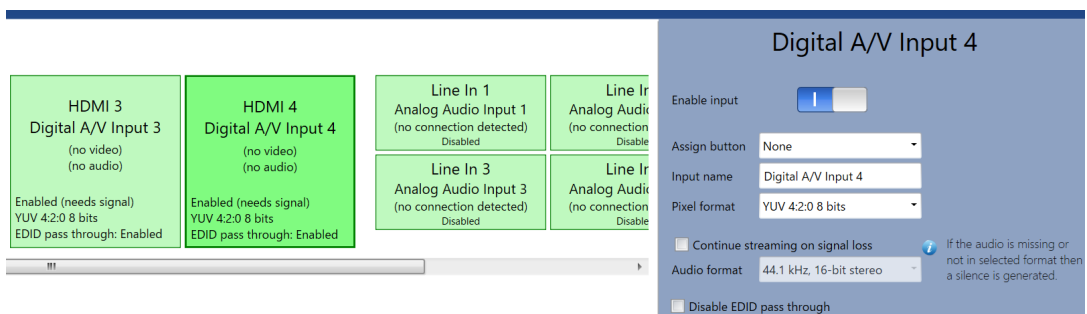 Digital A/V Input 4
HDMI 3
Digital A/V Input 3
(no video)
(no audio)
Enabled (needs signal)
YUV 4:2:0 8 bits
EDID pass through: Enabled
HDMI 4
Digital A/V Input 4
(no video)
(no audio)
Enabled (needs signal)
YUV 4:2:0 8 bits
EDID pass through: Enabled
Line In 1
Analog Audio Input 1
(no connection detected)
Disabled
Line
Analog
(no connection
Line In 3
Analog Audio Input 3
(no connection detected)
Disabled
Line
Analog
(no connection
Enable input
Assign button None
Input name Digital A/V Input 4
Pixel format YUV 4:2:0 8 bits
Continue streaming on signal loss
Audio format 44.1 kHz, 16-bit stereo
If the audio is missing or
not in selected format then
a silence is generated.
Disable EDID pass through